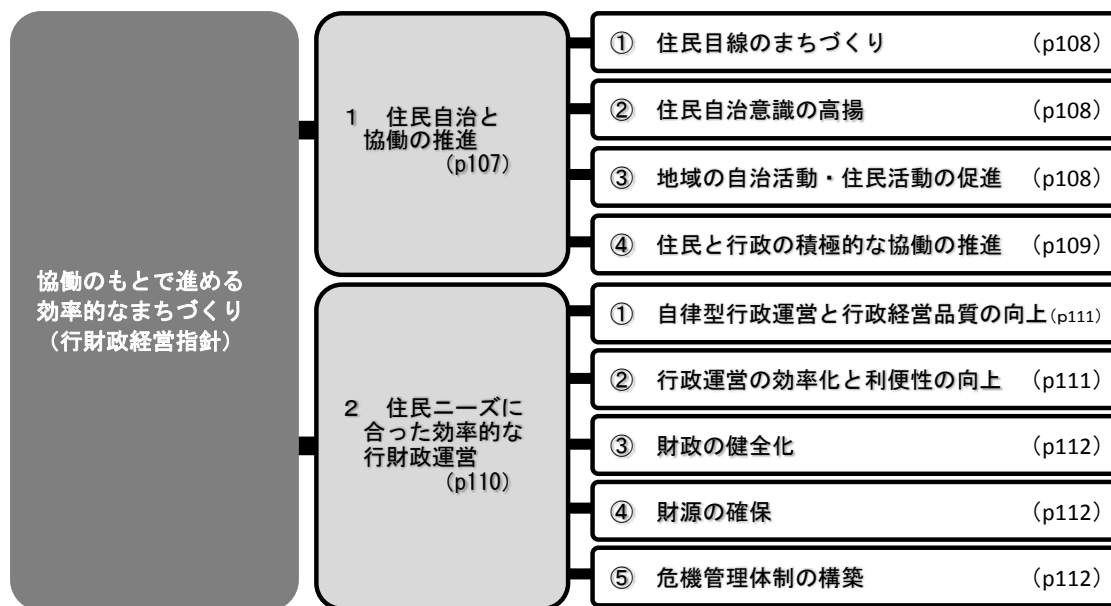 協働のもとで進める
効率的なまちづくり
（行財政経営指針）
１　住民自治と
協働の推進
（p107）
①　住民目線のまちづくり　（p108）
②　住民自治意識の高揚　（p108）
③　地域の自治活動・住民活動の促進　（p108）
④　住民と行政の積極的な協働の推進　（p109）
２　住民ニーズに
合った効率的な
行財政運営
（p110）
①　自律型行政運営と行政経営品質の向上（p111）
②　行政運営の効率化と利便性の向上　（p111）
③　財政の健全化　（p112）
④　財源の確保　（p112）
⑤　危機管理体制の構築　（p112）